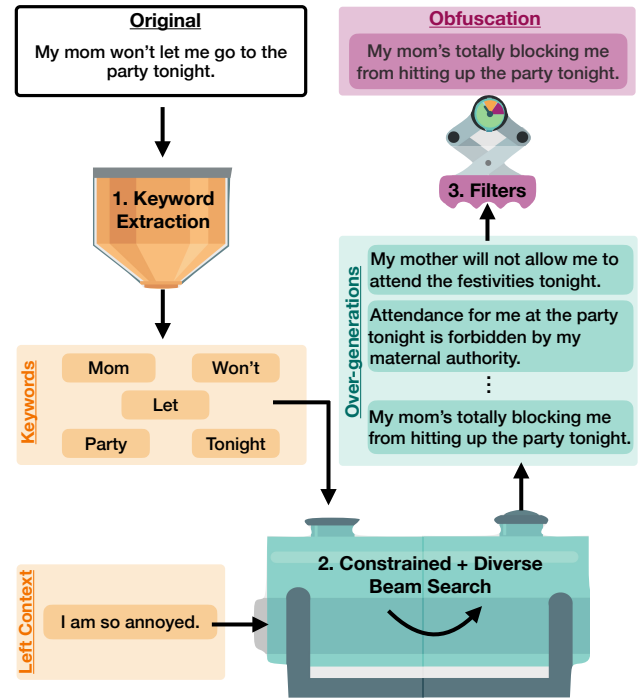 Original
My mom won't let me go to the
party tonight.
1. Keyword
Extraction
Keywords
Mom
Won't
Let
Party
Tonight
Left Context
I am so annoyed.
2. Constrained + Diverse
Beam Search
Over-generations
My mother will not allow me to
attend the festivities tonight.
Attendance for me at the party
tonight is forbidden by my
maternal authority.
⋮
My mom's totally blocking me
from hitting up the party tonight.
3. Filters
Obfuscation
My mom's totally blocking me
from hitting up the party tonight.